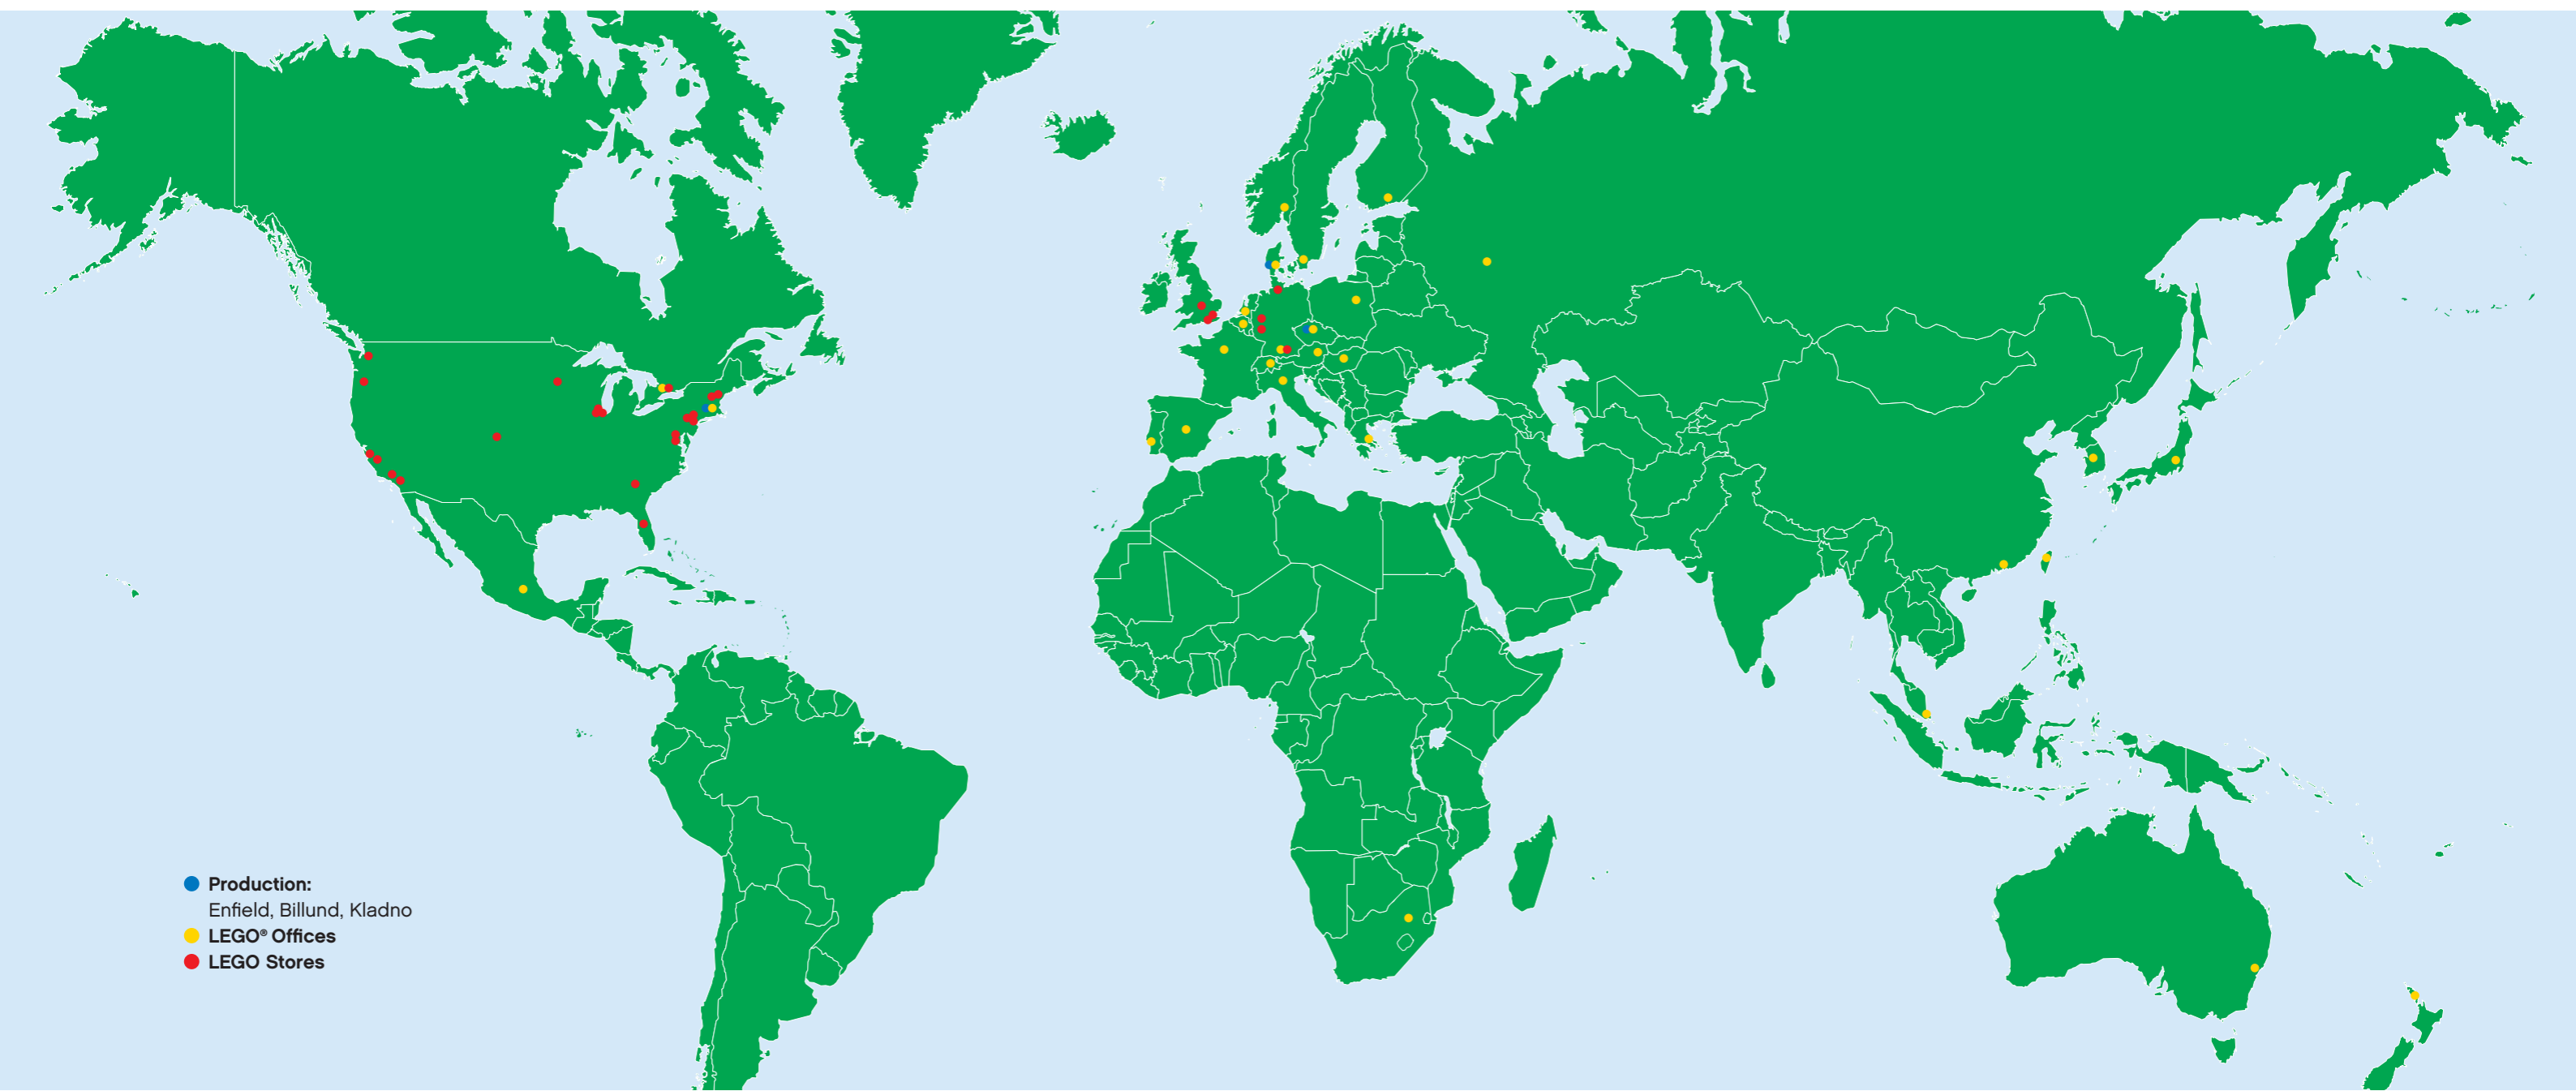 Production:
Enfield, Billund, Kladno
LEGO® Offices
LEGO Stores